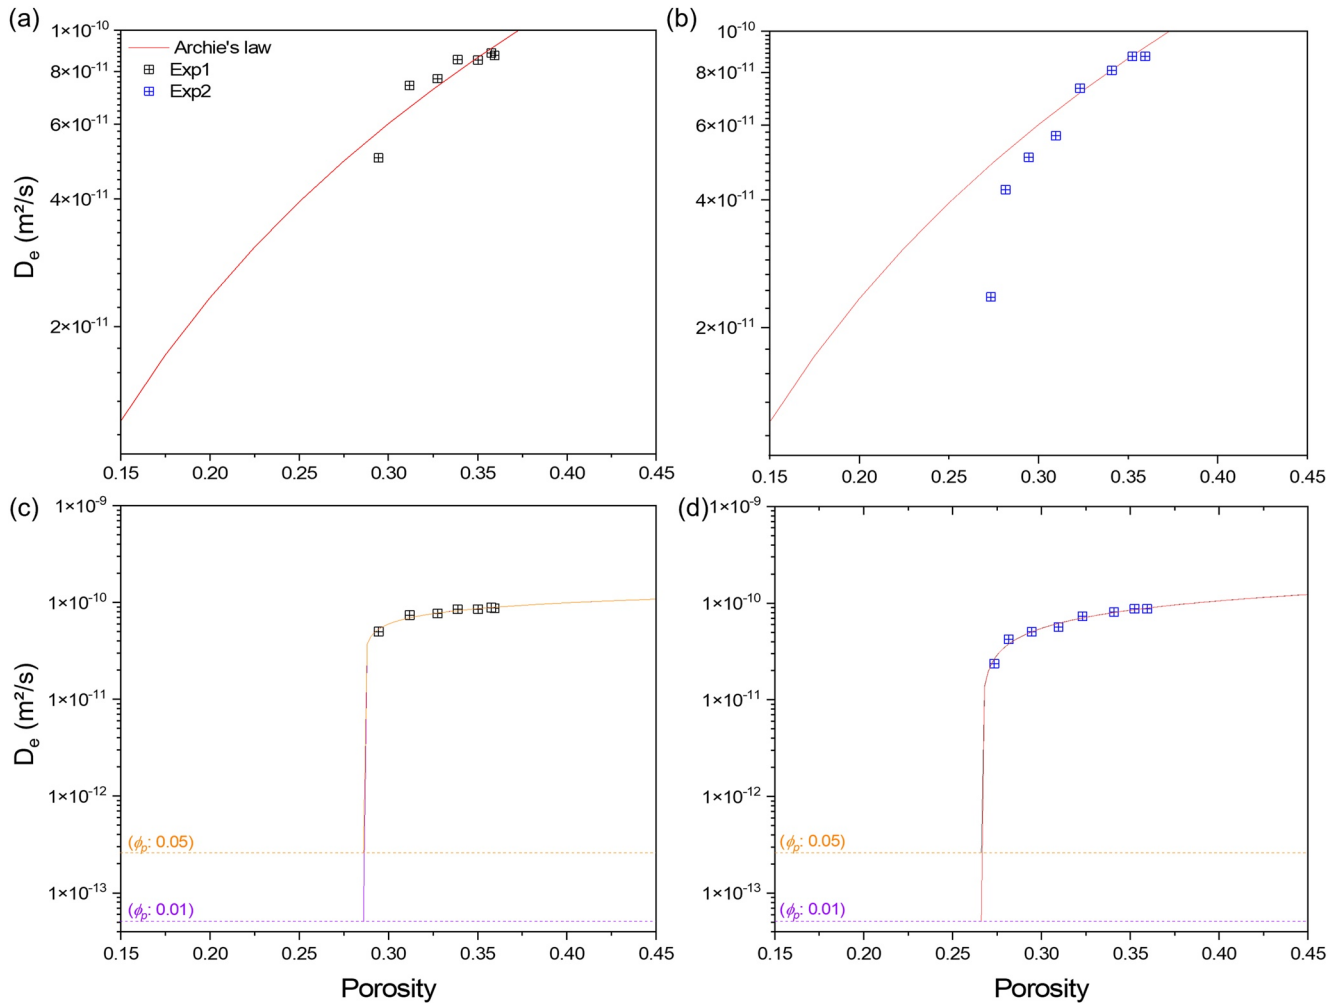 (a)
1×10⁻¹⁰
8×10⁻¹¹
6×10⁻¹¹
4×10⁻¹¹
2×10⁻¹¹
Dₑ (m²/s)
Archie's law
Exp1
Exp2
0.15 0.20 0.25 0.30 0.35 0.40 0.45
(b)
10⁻¹⁰
8×10⁻¹¹
6×10⁻¹¹
4×10⁻¹¹
2×10⁻¹¹
0.15 0.20 0.25 0.30 0.35 0.40 0.45
(c)
1×10⁻⁹
1×10⁻¹⁰
1×10⁻¹¹
1×10⁻¹²
1×10⁻¹³
Dₑ (m²/s)
(ϕₚ: 0.05)
(ϕₚ: 0.01)
0.15 0.20 0.25 0.30 0.35 0.40 0.45
Porosity
(d)
1×10⁻⁹
1×10⁻¹⁰
1×10⁻¹¹
1×10⁻¹²
1×10⁻¹³
(ϕₚ: 0.05)
(ϕₚ: 0.01)
0.15 0.20 0.25 0.30 0.35 0.40 0.45
Porosity